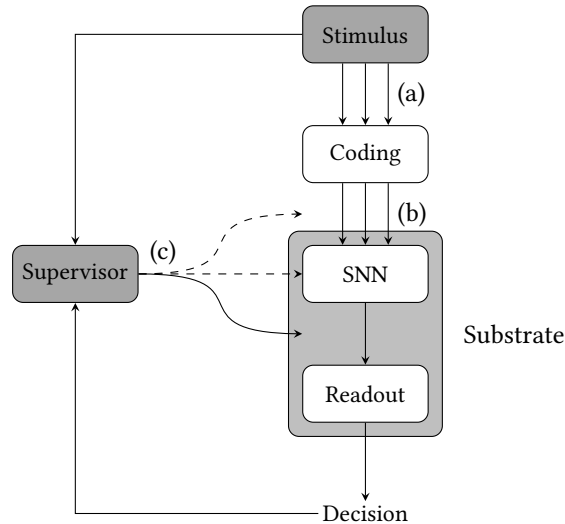 Stimulus
(a)
Coding
(b)
(c)
Supervisor
SNN
Substrate
Readout
Decision